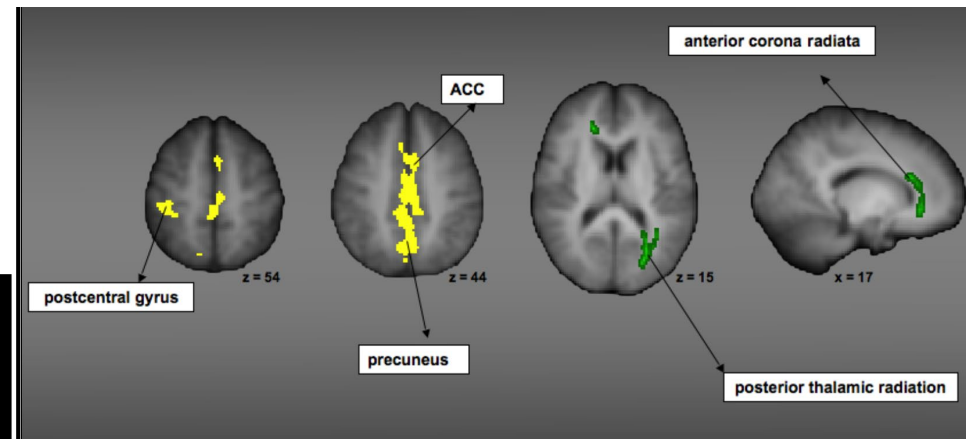 anterior corona radiata
ACC
z = 54
z = 44
z = 15
x = 17
postcentral gyrus
precuneus
posterior thalamic radiation